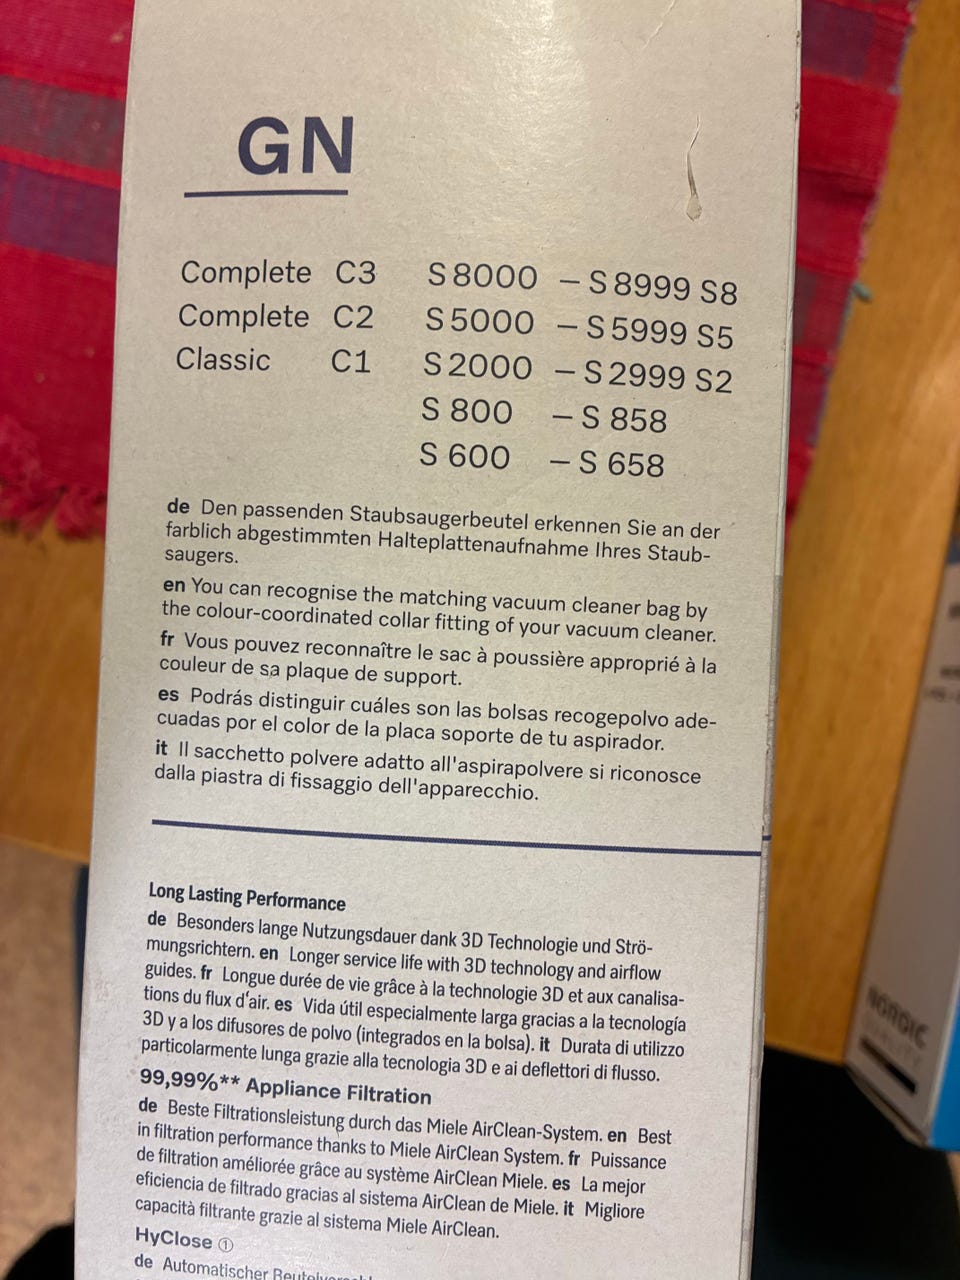 GN
Complete C3 S 8000 – S 8999 S8
Complete C2 S 5000 – S 5999 S5
Classic C1 S 2000 – S 2999 S2
S 800 – S 858
S 600 – S 658
de Den passenden Staubsaugerbeutel erkennen Sie an der
farblich abgestimmten Halteplattenaufnahme Ihres Staub-
saugers.
en You can recognise the matching vacuum cleaner bag by
the colour-coordinated collar fitting of your vacuum cleaner.
fr Vous pouvez reconnaître le sac à poussière approprié à la
couleur de sa plaque de support.
es Podrás distinguir cuáles son las bolsas recogepolvo ade-
cuadas por el color de la placa soporte de tu aspirador.
it Il sacchetto polvere adatto all'aspirapolvere si riconosce
dalla piastra di fissaggio dell'apparecchio.
Long Lasting Performance
de Besonders lange Nutzungsdauer dank 3D Technologie und Strö-
mungsrichtern. en Longer service life with 3D technology and airflow
guides. fr Longue durée de vie grâce à la technologie 3D et aux canalisa-
tions du flux d'air. es Vida útil especialmente larga gracias a la tecnología
3D y a los difusores de polvo (integrados en la bolsa). it Durata di utilizzo
particolarmente lunga grazie alla tecnologia 3D e ai deflettori di flusso.
99,99%** Appliance Filtration
de Beste Filtrationsleistung durch das Miele AirClean-System. en Best
in filtration performance thanks to Miele AirClean System. fr Puissance
de filtration améliorée grâce au système AirClean Miele. es La mejor
eficiencia de filtrado gracias al sistema AirClean de Miele. it Migliore
capacità filtrante grazie al sistema Miele AirClean.
HyClose ①
de Automatischer
NORDIC
QUALITY